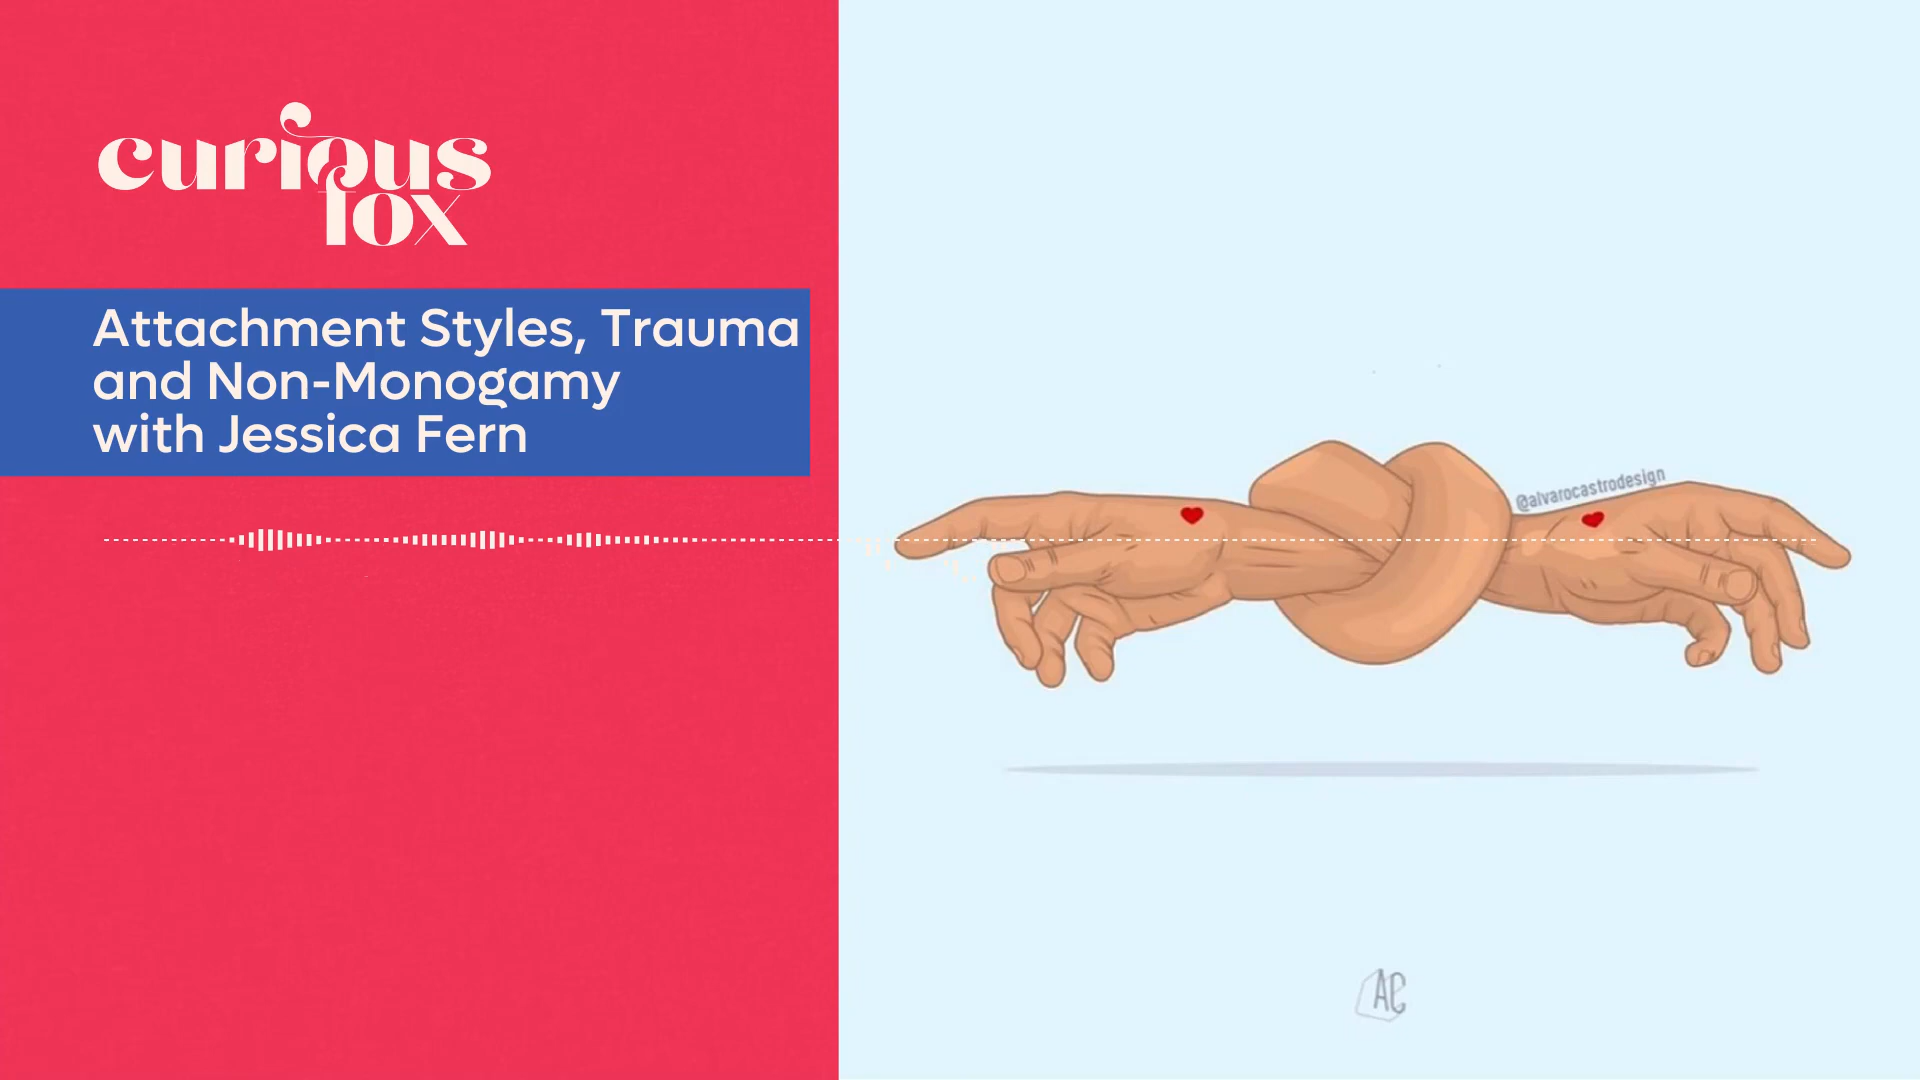 curious
fox
Attachment Styles, Trauma
and Non-Monogamy
with Jessica Fern
@alvarocastrodesign
AC